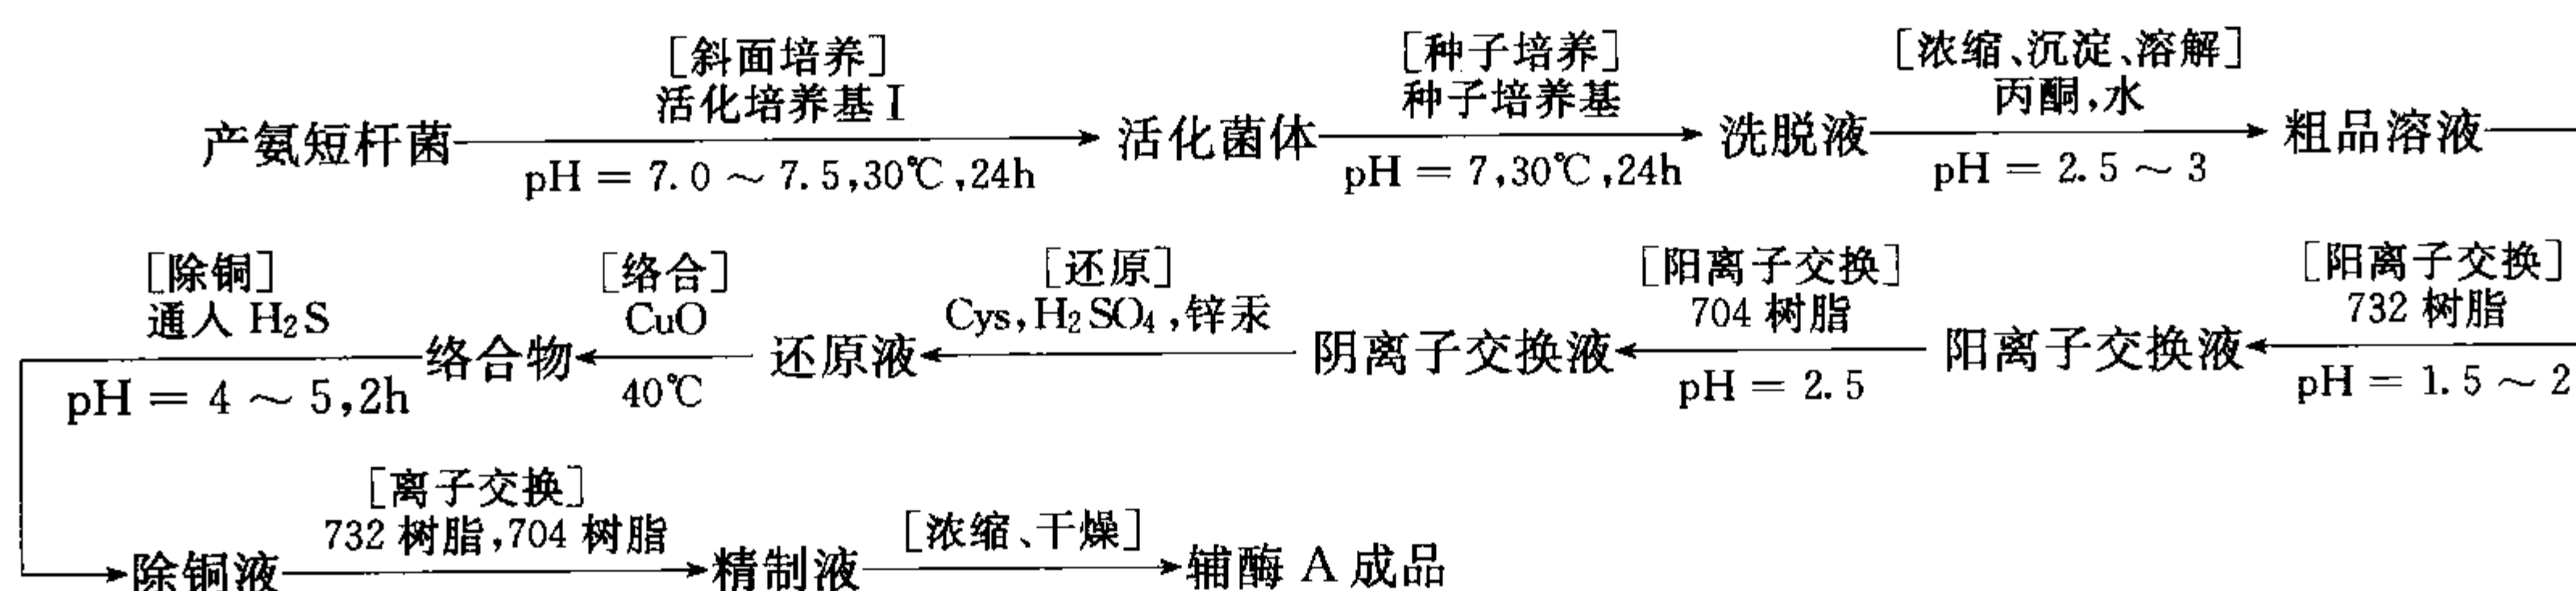 [斜面培养] [种子培养] [浓缩、沉淀、溶解]
活化培养基Ⅰ 种子培养基 丙酮,水
产氨短杆菌 活化菌体 洗脱液 粗品溶液
pH = 7.0 ～ 7.5,30℃,24h pH = 7,30℃,24h pH = 2.5 ～ 3
[除铜] [络合] [还原] [阳离子交换] [阳离子交换]
通人 H₂S CuO Cys,H₂SO₄,锌汞 704 树脂 732 树脂
络合物 还原液 阴离子交换液 阳离子交换液
pH = 4 ～ 5,2h 40℃ pH = 2.5 pH = 1.5 ～ 2
[离子交换]
732 树脂,704 树脂 [浓缩、干燥]
除铜液 精制液 辅酶 A 成品